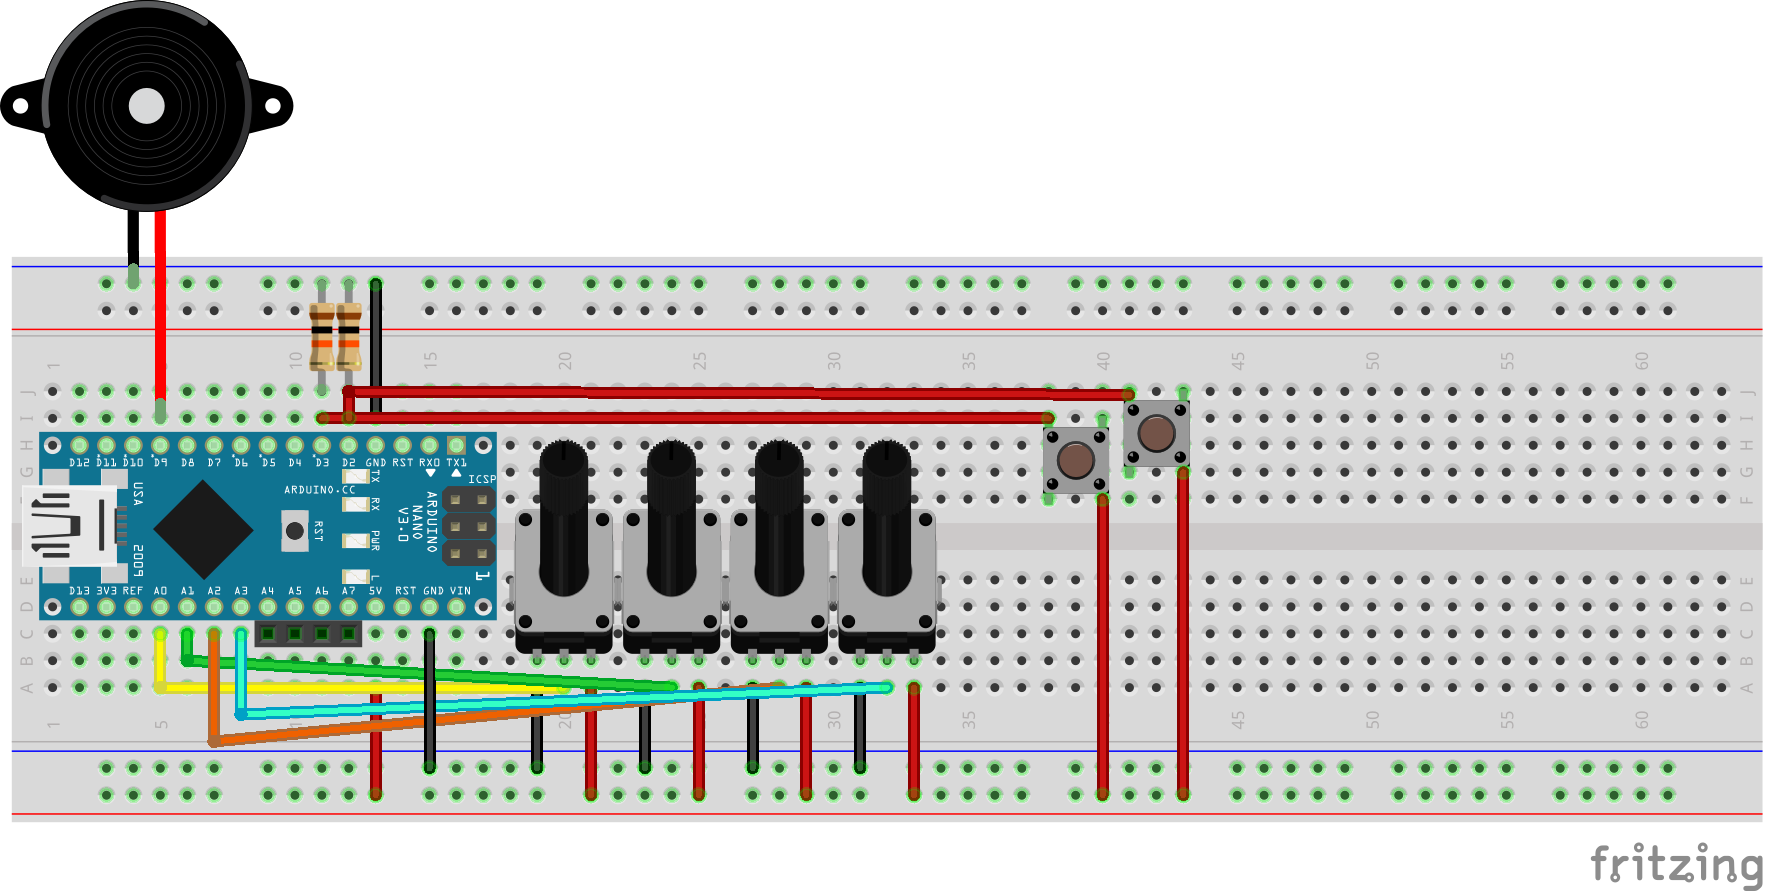 1 10 15 20 25 30 35 40 45 50 55 60
J J
I I
H H
G G
F F
D12 D11 D10 D9 D8 D7 D6 D5 D4 D3 D2 GND RST RX0 TX1
ICSP
TX
RX
PWR
L
USA
2005
ARDUINO.CC
RST
ARDUINO
NANO
V3.0
1
D13 3V3 REF A0 A1 A2 A3 A4 A5 A6 A7 5V RST GND VIN
E E
D D
C C
B B
A A
1 5 20 30 35 45 50 55 60
fritzing